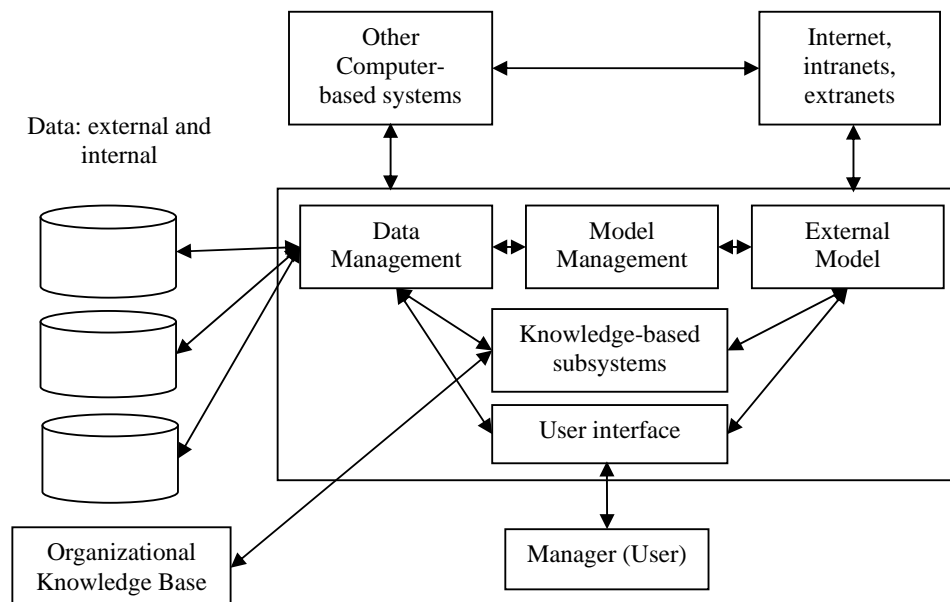 Other
Computer-
based systems
Internet,
intranets,
extranets
Data: external and
internal
Data
Management
Model
Management
External
Model
Knowledge-based
subsystems
User interface
Organizational
Knowledge Base
Manager (User)